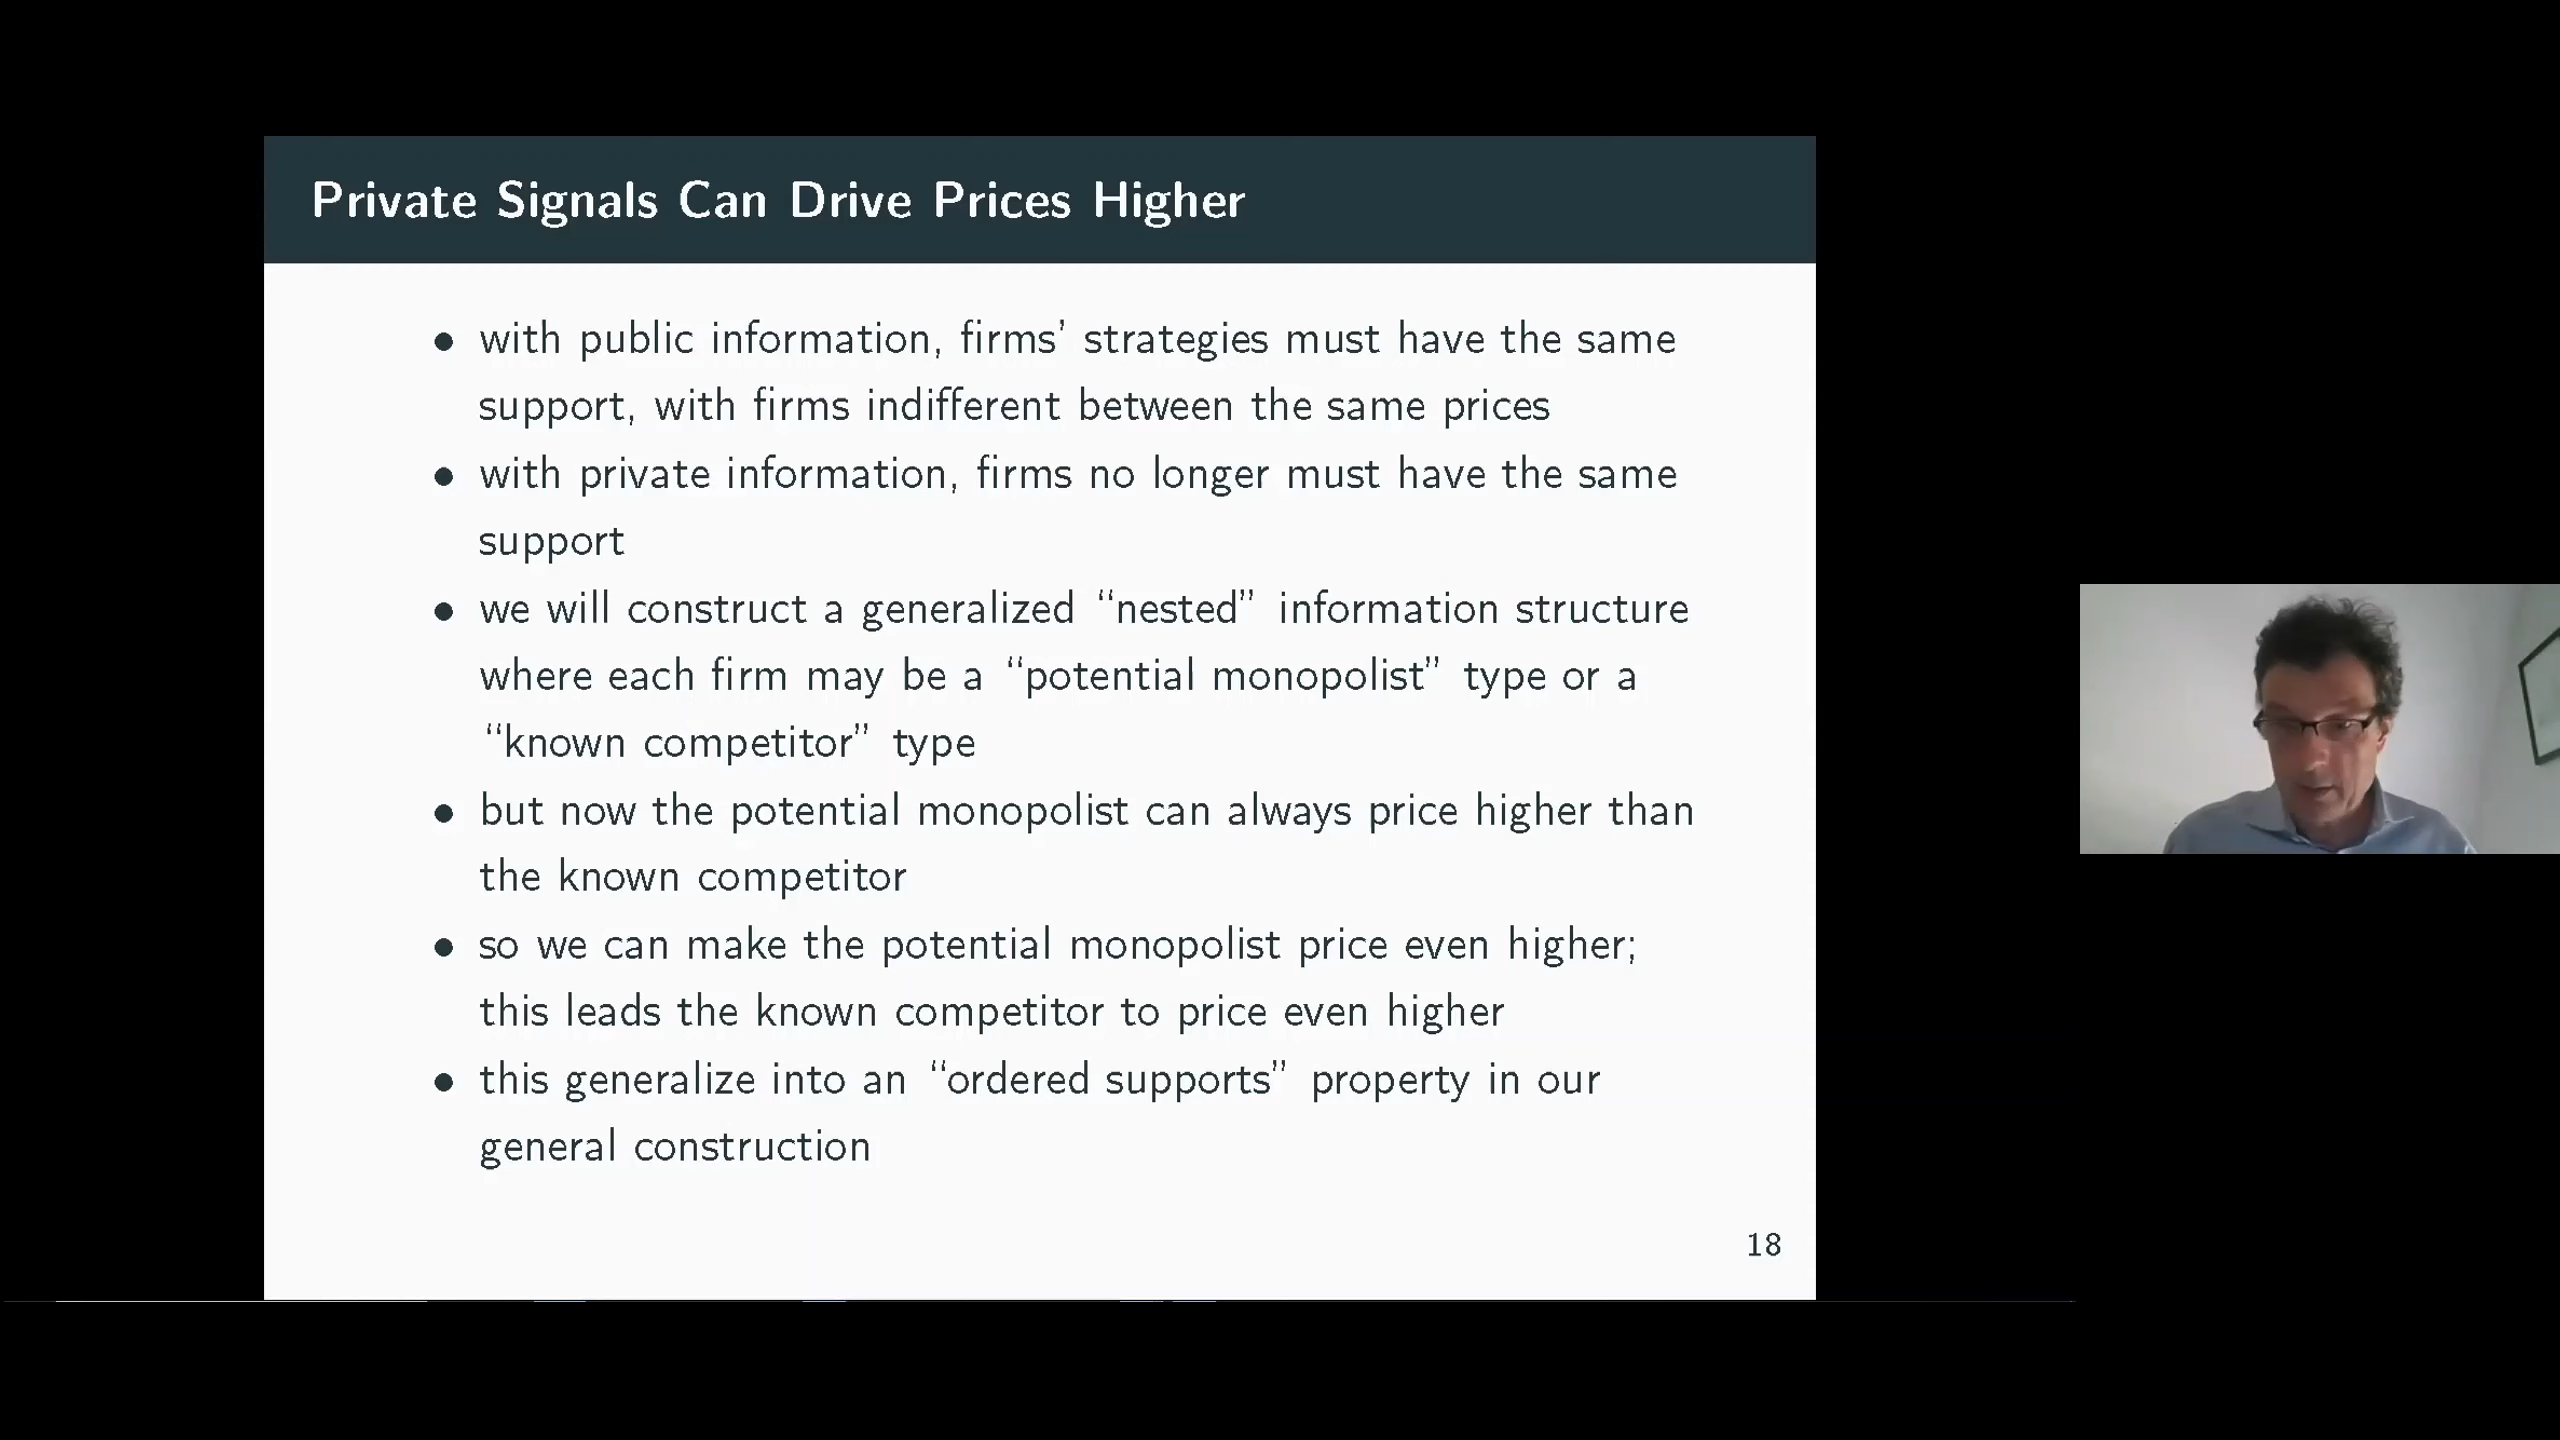 Private Signals Can Drive Prices Higher
• with public information, firms’ strategies must have the same
support, with firms indifferent between the same prices
• with private information, firms no longer must have the same
support
• we will construct a generalized “nested” information structure
where each firm may be a “potential monopolist” type or a
“known competitor” type
• but now the potential monopolist can always price higher than
the known competitor
• so we can make the potential monopolist price even higher;
this leads the known competitor to price even higher
• this generalize into an “ordered supports” property in our
general construction
18